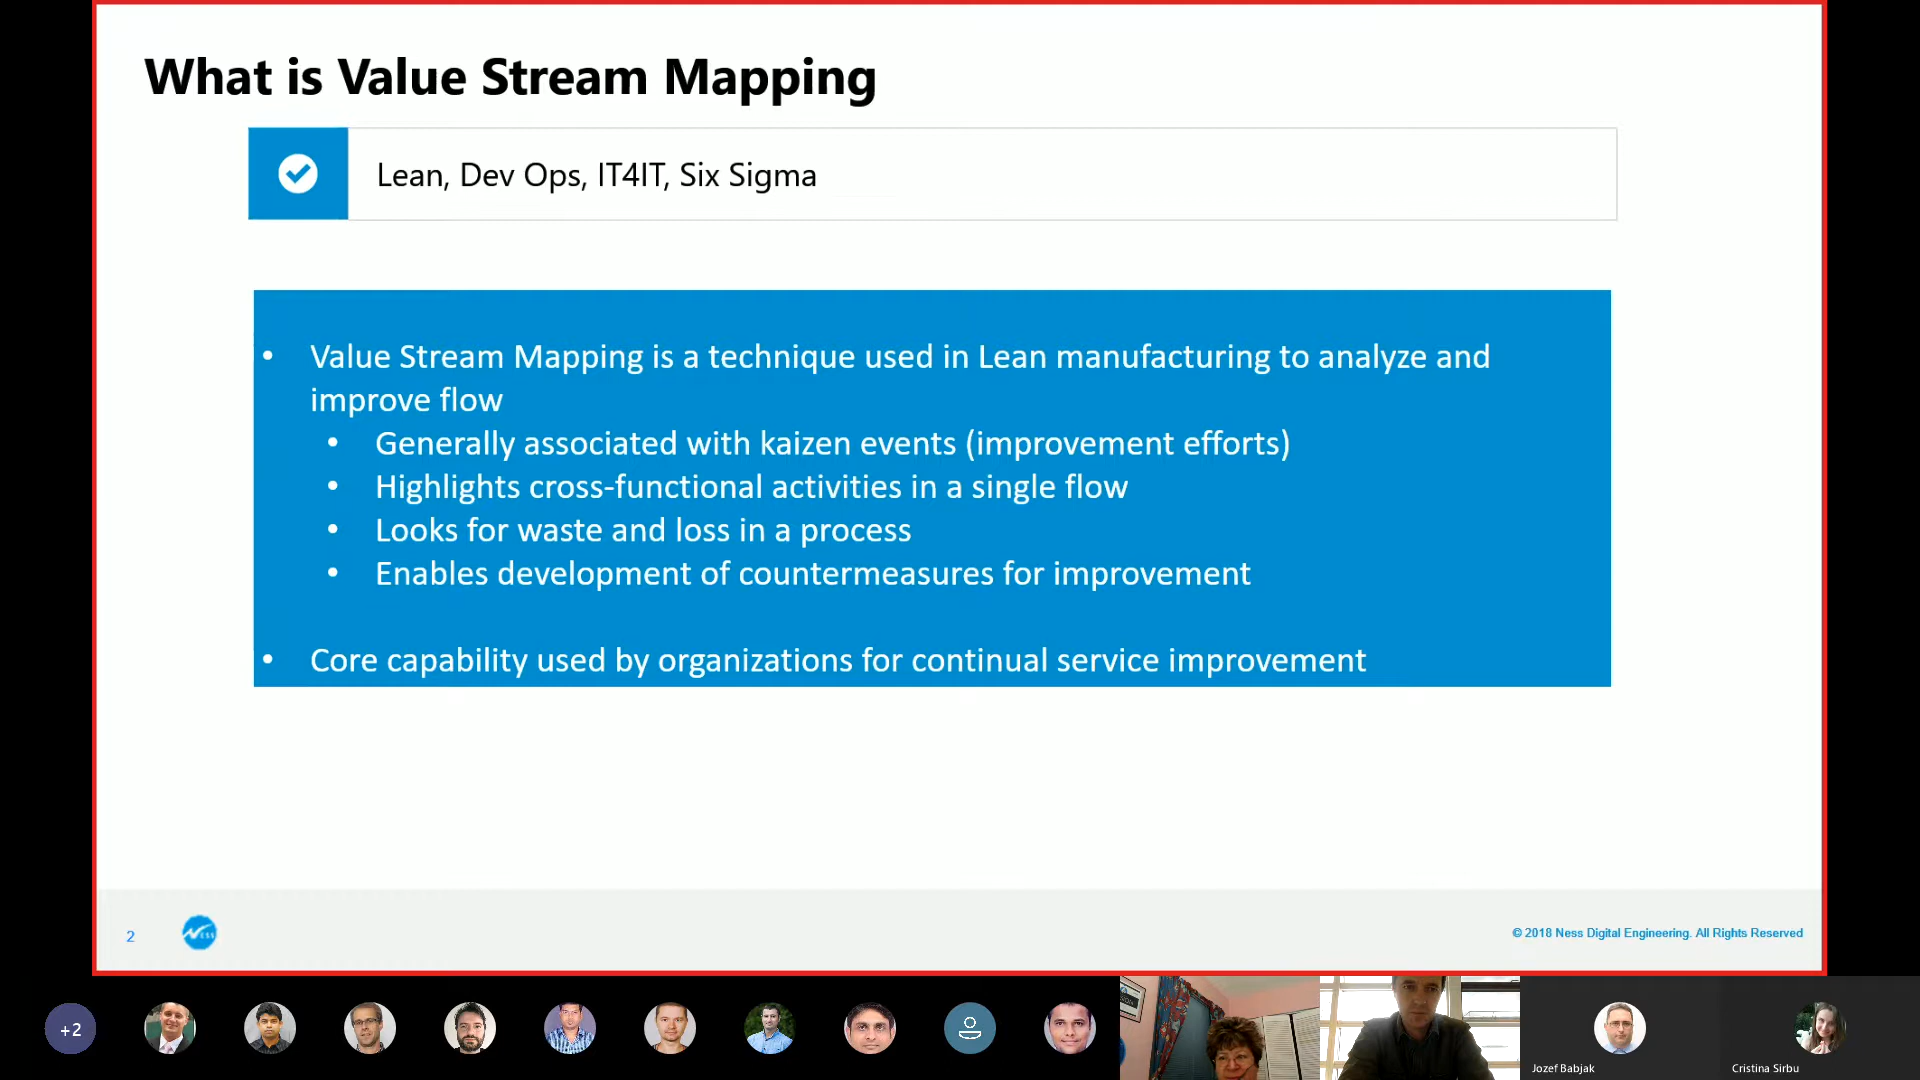 What is Value Stream Mapping
Lean, Dev Ops, IT4IT, Six Sigma
• Value Stream Mapping is a technique used in Lean manufacturing to analyze and
improve flow
• Generally associated with kaizen events (improvement efforts)
• Highlights cross-functional activities in a single flow
• Looks for waste and loss in a process
• Enables development of countermeasures for improvement
• Core capability used by organizations for continual service improvement
2
NESS
© 2018 Ness Digital Engineering. All Rights Reserved
+2
Jozef Babjak
Cristina Sirbu